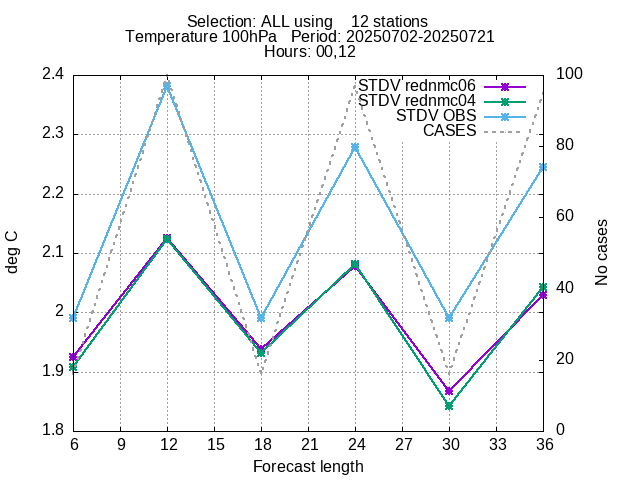 Selection: ALL using    12 stations
Temperature 100hPa   Period: 20250702-20250721
Hours: 00,12
STDV rednmc06
STDV rednmc04
STDV OBS
CASES
2.4
2.3
2.2
2.1
2
1.9
1.8
100
80
60
40
20
0
deg C
No cases
6 9 12 15 18 21 24 27 30 33 36
Forecast length